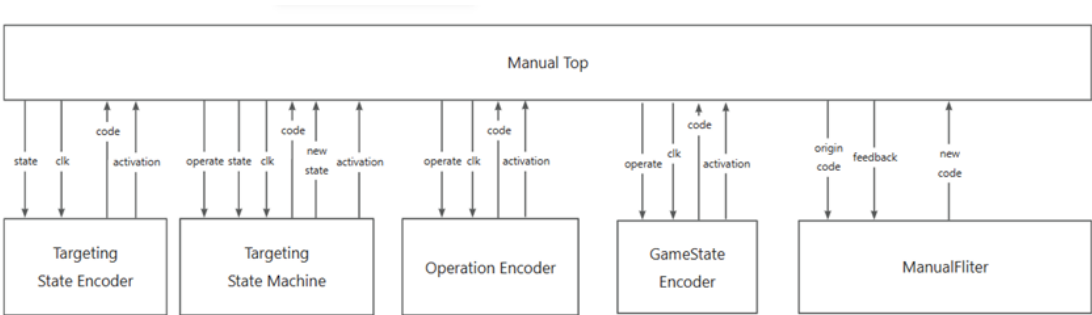 Manual Top
state
clk
code
activation
operate
state
clk
code
new
state
activation
operate
clk
code
activation
operate
clk
code
activation
origin
code
feedback
new
code
Targeting
State Encoder
Targeting
State Machine
Operation Encoder
GameState
Encoder
ManualFliter